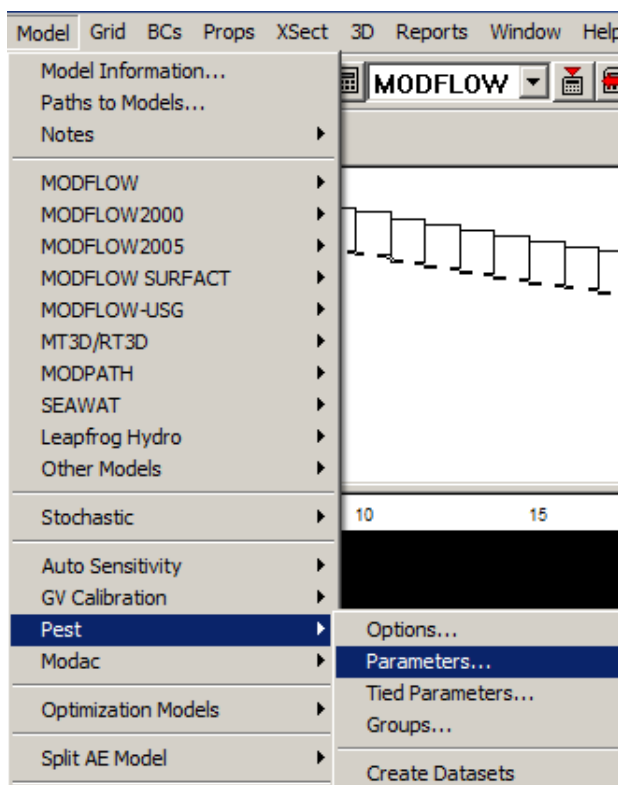 Model Grid BCs Props XSect 3D Reports Window Help
MODFLOW
Model Information...
Paths to Models...
Notes
MODFLOW
MODFLOW2000
MODFLOW2005
MODFLOW SURFACT
MODFLOW-USG
MT3D/RT3D
MODPATH
SEAWAT
Leapfrog Hydro
Other Models
Stochastic
10 15
Auto Sensitivity
GV Calibration
Pest
Modac
Optimization Models
Split AE Model
Options...
Parameters...
Tied Parameters...
Groups...
Create Datasets